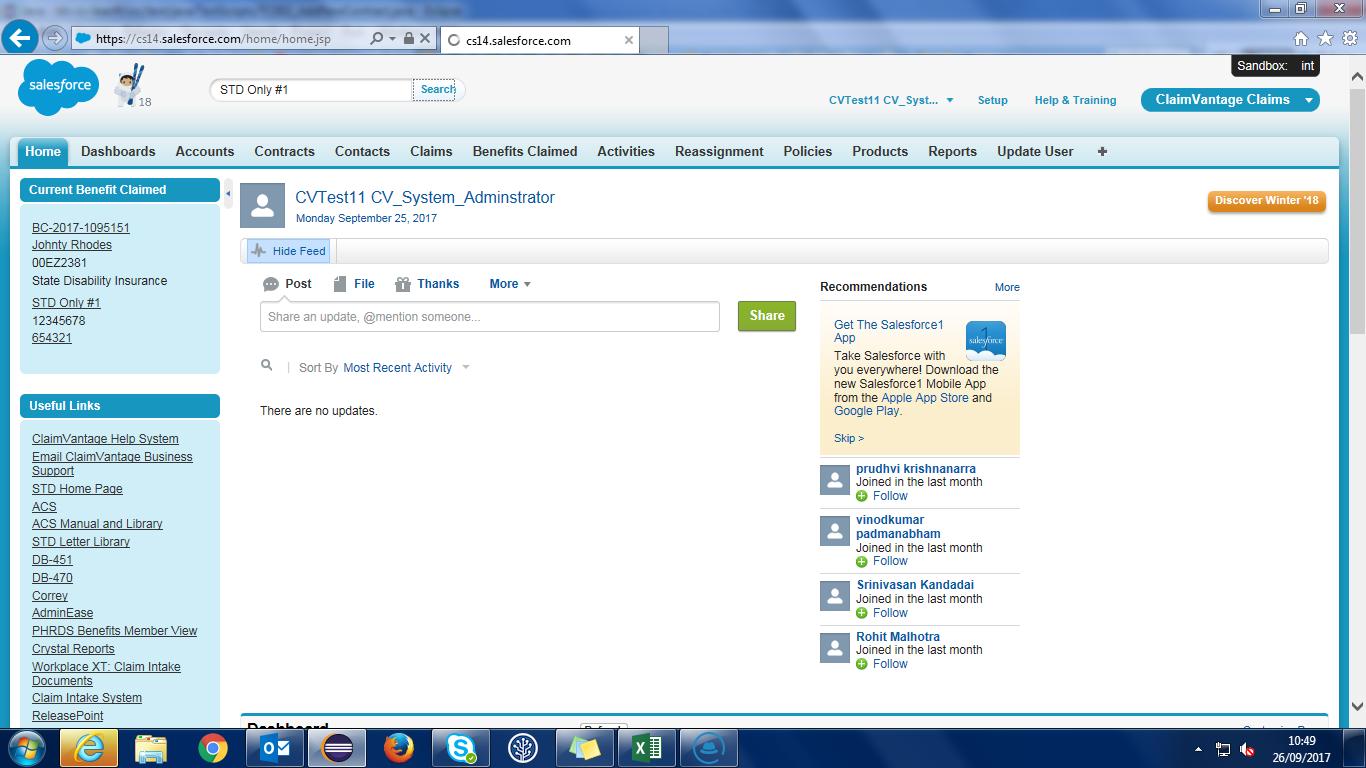 https://cs14.salesforce.com/home/home.jsp
cs14.salesforce.com
Sandbox: int
salesforce
18
STD Only #1
Search
CVTest11 CV_Syst...
Setup
Help & Training
ClaimVantage Claims
Home
Dashboards
Accounts
Contracts
Contacts
Claims
Benefits Claimed
Activities
Reassignment
Policies
Products
Reports
Update User
+
Current Benefit Claimed
BC-2017-1095151
Johnty Rhodes
00EZ2381
State Disability Insurance
STD Only #1
12345678
654321
Useful Links
ClaimVantage Help System
Email ClaimVantage Business
Support
STD Home Page
ACS
ACS Manual and Library
STD Letter Library
DB-451
DB-470
Correy
AdminEase
PHRDS Benefits Member View
Crystal Reports
Workplace XT: Claim Intake
Documents
Claim Intake System
ReleasePoint
CVTest11 CV_System_Adminstrator
Monday September 25, 2017
Discover Winter '18
Hide Feed
Post
File
Thanks
More
Share an update, @mention someone...
Share
Sort By Most Recent Activity
There are no updates.
Recommendations
More
Get The Salesforce1
App
salesforce
1
Take Salesforce with
you everywhere! Download the
new Salesforce1 Mobile App
from the Apple App Store and
Google Play.
Skip >
prudhvi krishnanarra
Joined in the last month
Follow
vinodkumar
padmanabham
Joined in the last month
Follow
Srinivasan Kandadai
Joined in the last month
Follow
Rohit Malhotra
Joined in the last month
Follow
Dashboard
10:49
26/09/2017